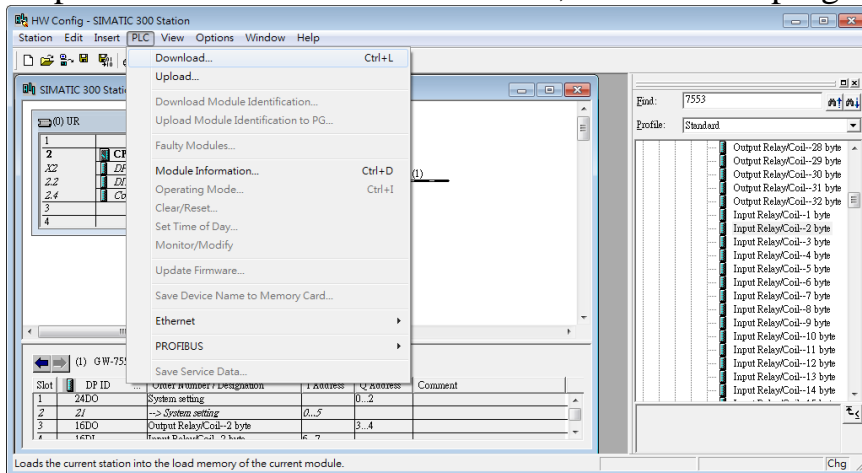 HW Config - SIMATIC 300 Station
Station Edit Insert PLC View Options Window Help
Download... Ctrl+L
Upload...
Download Module Identification...
Upload Module Identification to PG...
Faulty Modules...
Module Information... Ctrl+D
Operating Mode... Ctrl+I
Clear/Reset...
Set Time of Day...
Monitor/Modify
Update Firmware...
Save Device Name to Memory Card...
Ethernet
PROFIBUS
Save Service Data...
SIMATIC 300
(0) UR
1
2
X2
2.2
2.4
3
4
(1)
(1) GW-75
Slot DP ID ... Order Number / Designation I Address Q Address Comment
1 24DO System setting 0...2
2 21 --> System setting 0...5
3 16DO Output Relay/Coil--2 byte 3...4
4 16DI Input Relay/Coil--2 byte 6...7
Find: 7553
Profile: Standard
Output Relay/Coil--28 byte
Output Relay/Coil--29 byte
Output Relay/Coil--30 byte
Output Relay/Coil--31 byte
Output Relay/Coil--32 byte
Input Relay/Coil--1 byte
Input Relay/Coil--2 byte
Input Relay/Coil--3 byte
Input Relay/Coil--4 byte
Input Relay/Coil--5 byte
Input Relay/Coil--6 byte
Input Relay/Coil--7 byte
Input Relay/Coil--8 byte
Input Relay/Coil--9 byte
Input Relay/Coil--10 byte
Input Relay/Coil--11 byte
Input Relay/Coil--12 byte
Input Relay/Coil--13 byte
Input Relay/Coil--14 byte
Loads the current station into the load memory of the current module.
Chg